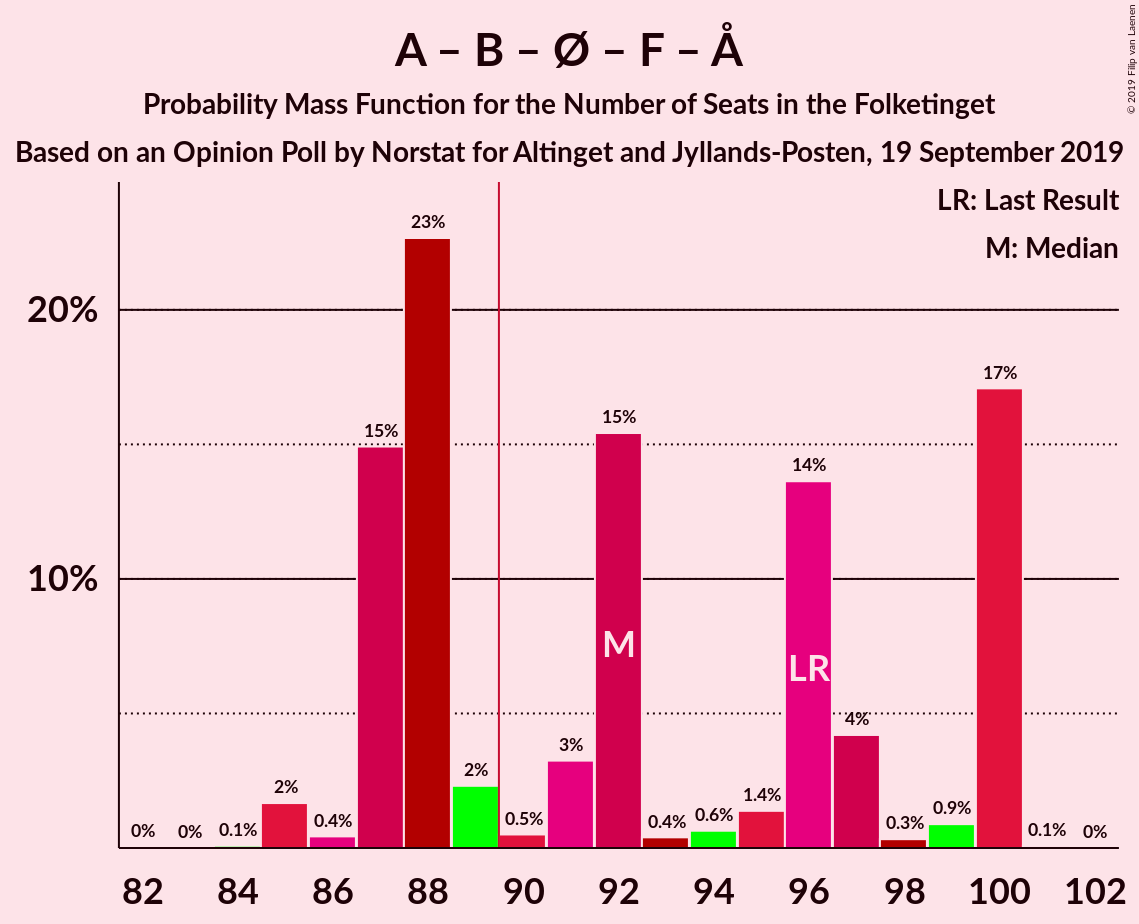 A – B – Ø – F – Å
Probability Mass Function for the Number of Seats in the Folketinget
Based on an Opinion Poll by Norstat for Altinget and Jyllands-Posten, 19 September 2019
© 2019 Filip van Laenen
LR: Last Result
M: Median
20%
10%
0%
0%
0.1%
2%
0.4%
15%
23%
2%
0.5%
3%
15%
0.4%
0.6%
1.4%
14%
4%
0.3%
0.9%
17%
0.1%
0%
M
LR
82 84 86 88 90 92 94 96 98 100 102